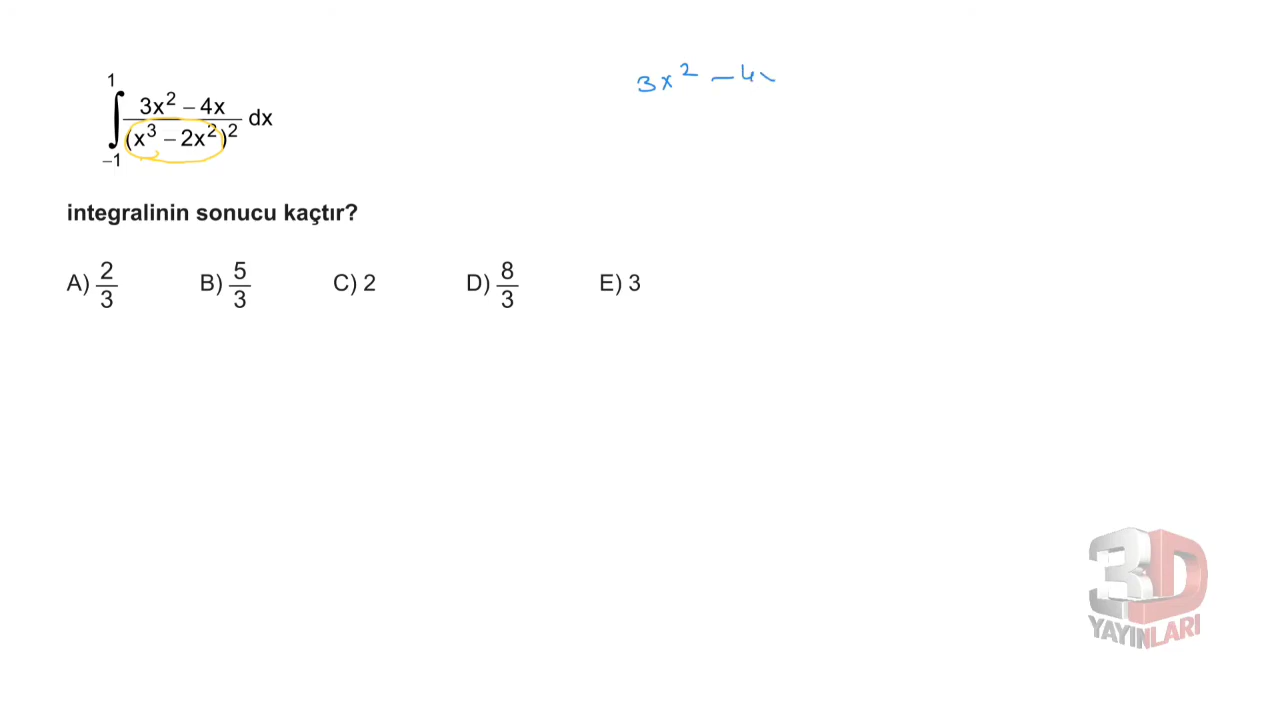 1
∫ (3x² – 4x)/(x³ – 2x²)² dx
–1
3x² – 4x
integralinin sonucu kaçtır?
A) 2/3 B) 5/3 C) 2 D) 8/3 E) 3
3D
YAYINLARI